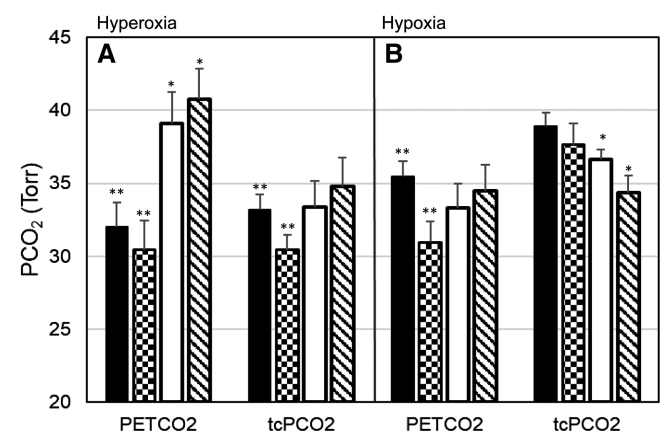 Hyperoxia
Hypoxia
A
B
45
40
35
30
25
20
PCO2 (Torr)
** ** * *
** **
** **
* *
PETCO2 tcPCO2 PETCO2 tcPCO2